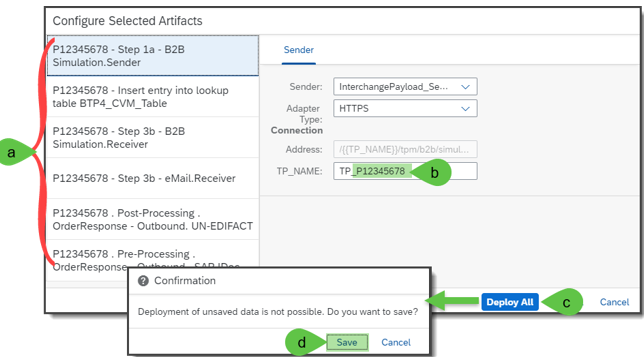 Configure Selected Artifacts
P12345678 - Step 1a - B2B
Simulation.Sender
P12345678 - Insert entry into lookup
table BTP4_CVM_Table
P12345678 - Step 3b - B2B
Simulation.Receiver
P12345678 - Step 3b - eMail.Receiver
P12345678 . Post-Processing .
OrderResponse - Outbound. UN-EDIFACT
P12345678 . Pre-Processing .
OrderResponse - Outbound - SAP IDoc
a
Sender
Sender: InterchangePayload_Se...
Adapter Type: HTTPS
Connection
Address: /{{TP_NAME}}/tpm/b2b/simul...
TP_NAME: TP_P12345678
b
Deploy All
c
Cancel
Confirmation
Deployment of unsaved data is not possible. Do you want to save?
d
Save
Cancel